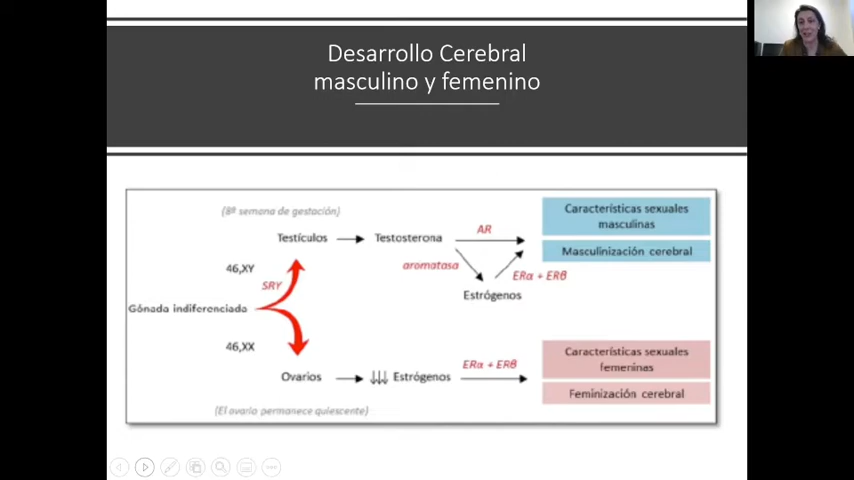 Desarrollo Cerebral
masculino y femenino
(8ª semana de gestación)
Testículos
Testosterona
AR
Características sexuales
masculinas
Masculinización cerebral
46,XY
SRY
aromatasa
ERα + ERβ
Estrógenos
Gónada indiferenciada
46,XX
Ovarios
↓↓↓ Estrógenos
ERα + ERβ
Características sexuales
femeninas
Feminización cerebral
(El ovario permanece quiescente)